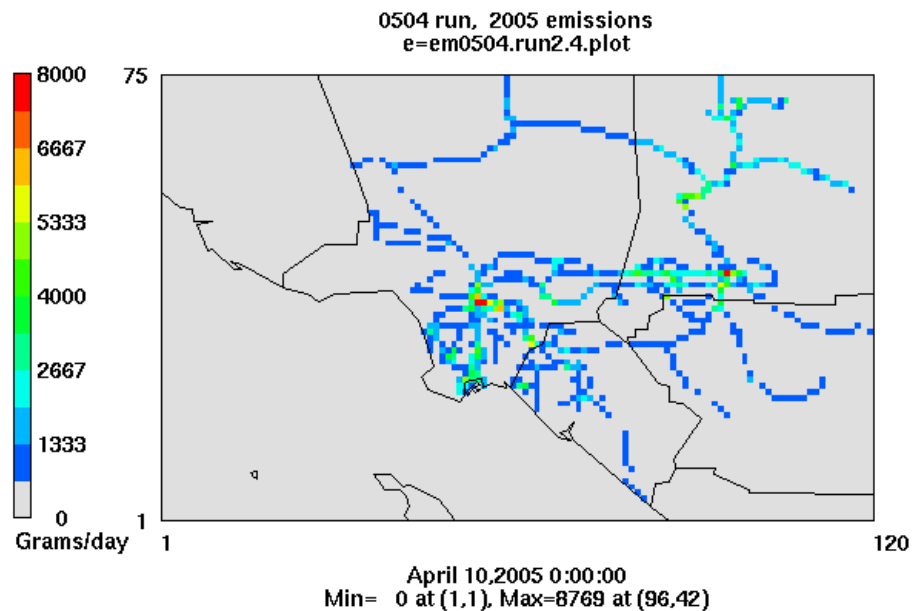 0504 run, 2005 emissions
e=em0504.run2.4.plot
8000
6667
5333
4000
2667
1333
0
Grams/day
75
1
1
120
April 10,2005 0:00:00
Min= 0 at (1,1), Max=8769 at (96,42)